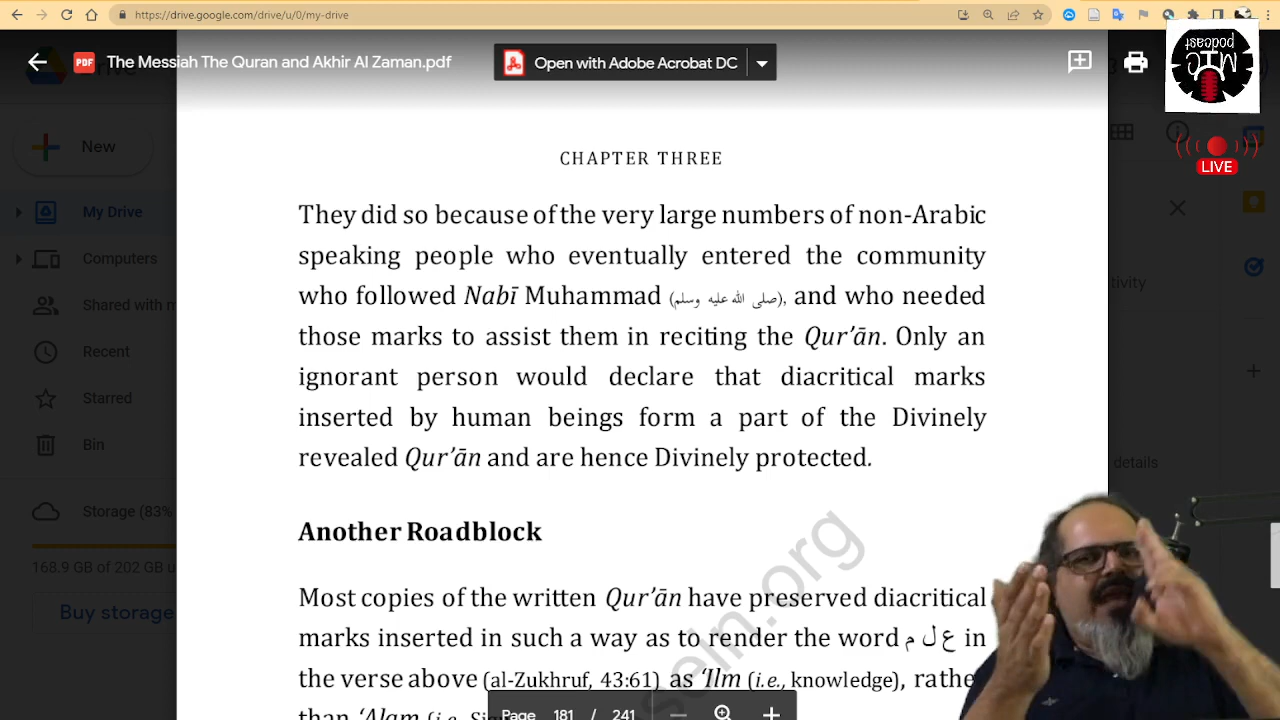 https://drive.google.com/drive/u/0/my-drive
The Messiah The Quran and Akhir Al Zaman.pdf
PDF
Open with Adobe Acrobat DC
MTC
podcast
LIVE
New
My Drive
Computers
Shared with m
Recent
Starred
Bin
Storage (83%
168.9 GB of 202 GB u
Buy storage
tivity
details
CHAPTER THREE
They did so because of the very large numbers of non-Arabic
speaking people who eventually entered the community
who followed Nabī Muhammad (صلى الله عليه وسلم), and who needed
those marks to assist them in reciting the Qur’ān. Only an
ignorant person would declare that diacritical marks
inserted by human beings form a part of the Divinely
revealed Qur’ān and are hence Divinely protected.
Another Roadblock
Most copies of the written Qur’ān have preserved diacritical
marks inserted in such a way as to render the word ع ل م in
the verse above (al-Zukhruf, 43:61) as ‘Ilm (i.e., knowledge), rathe
than ‘Alam (i.e. Sig
ssein.org
Page 181 / 241